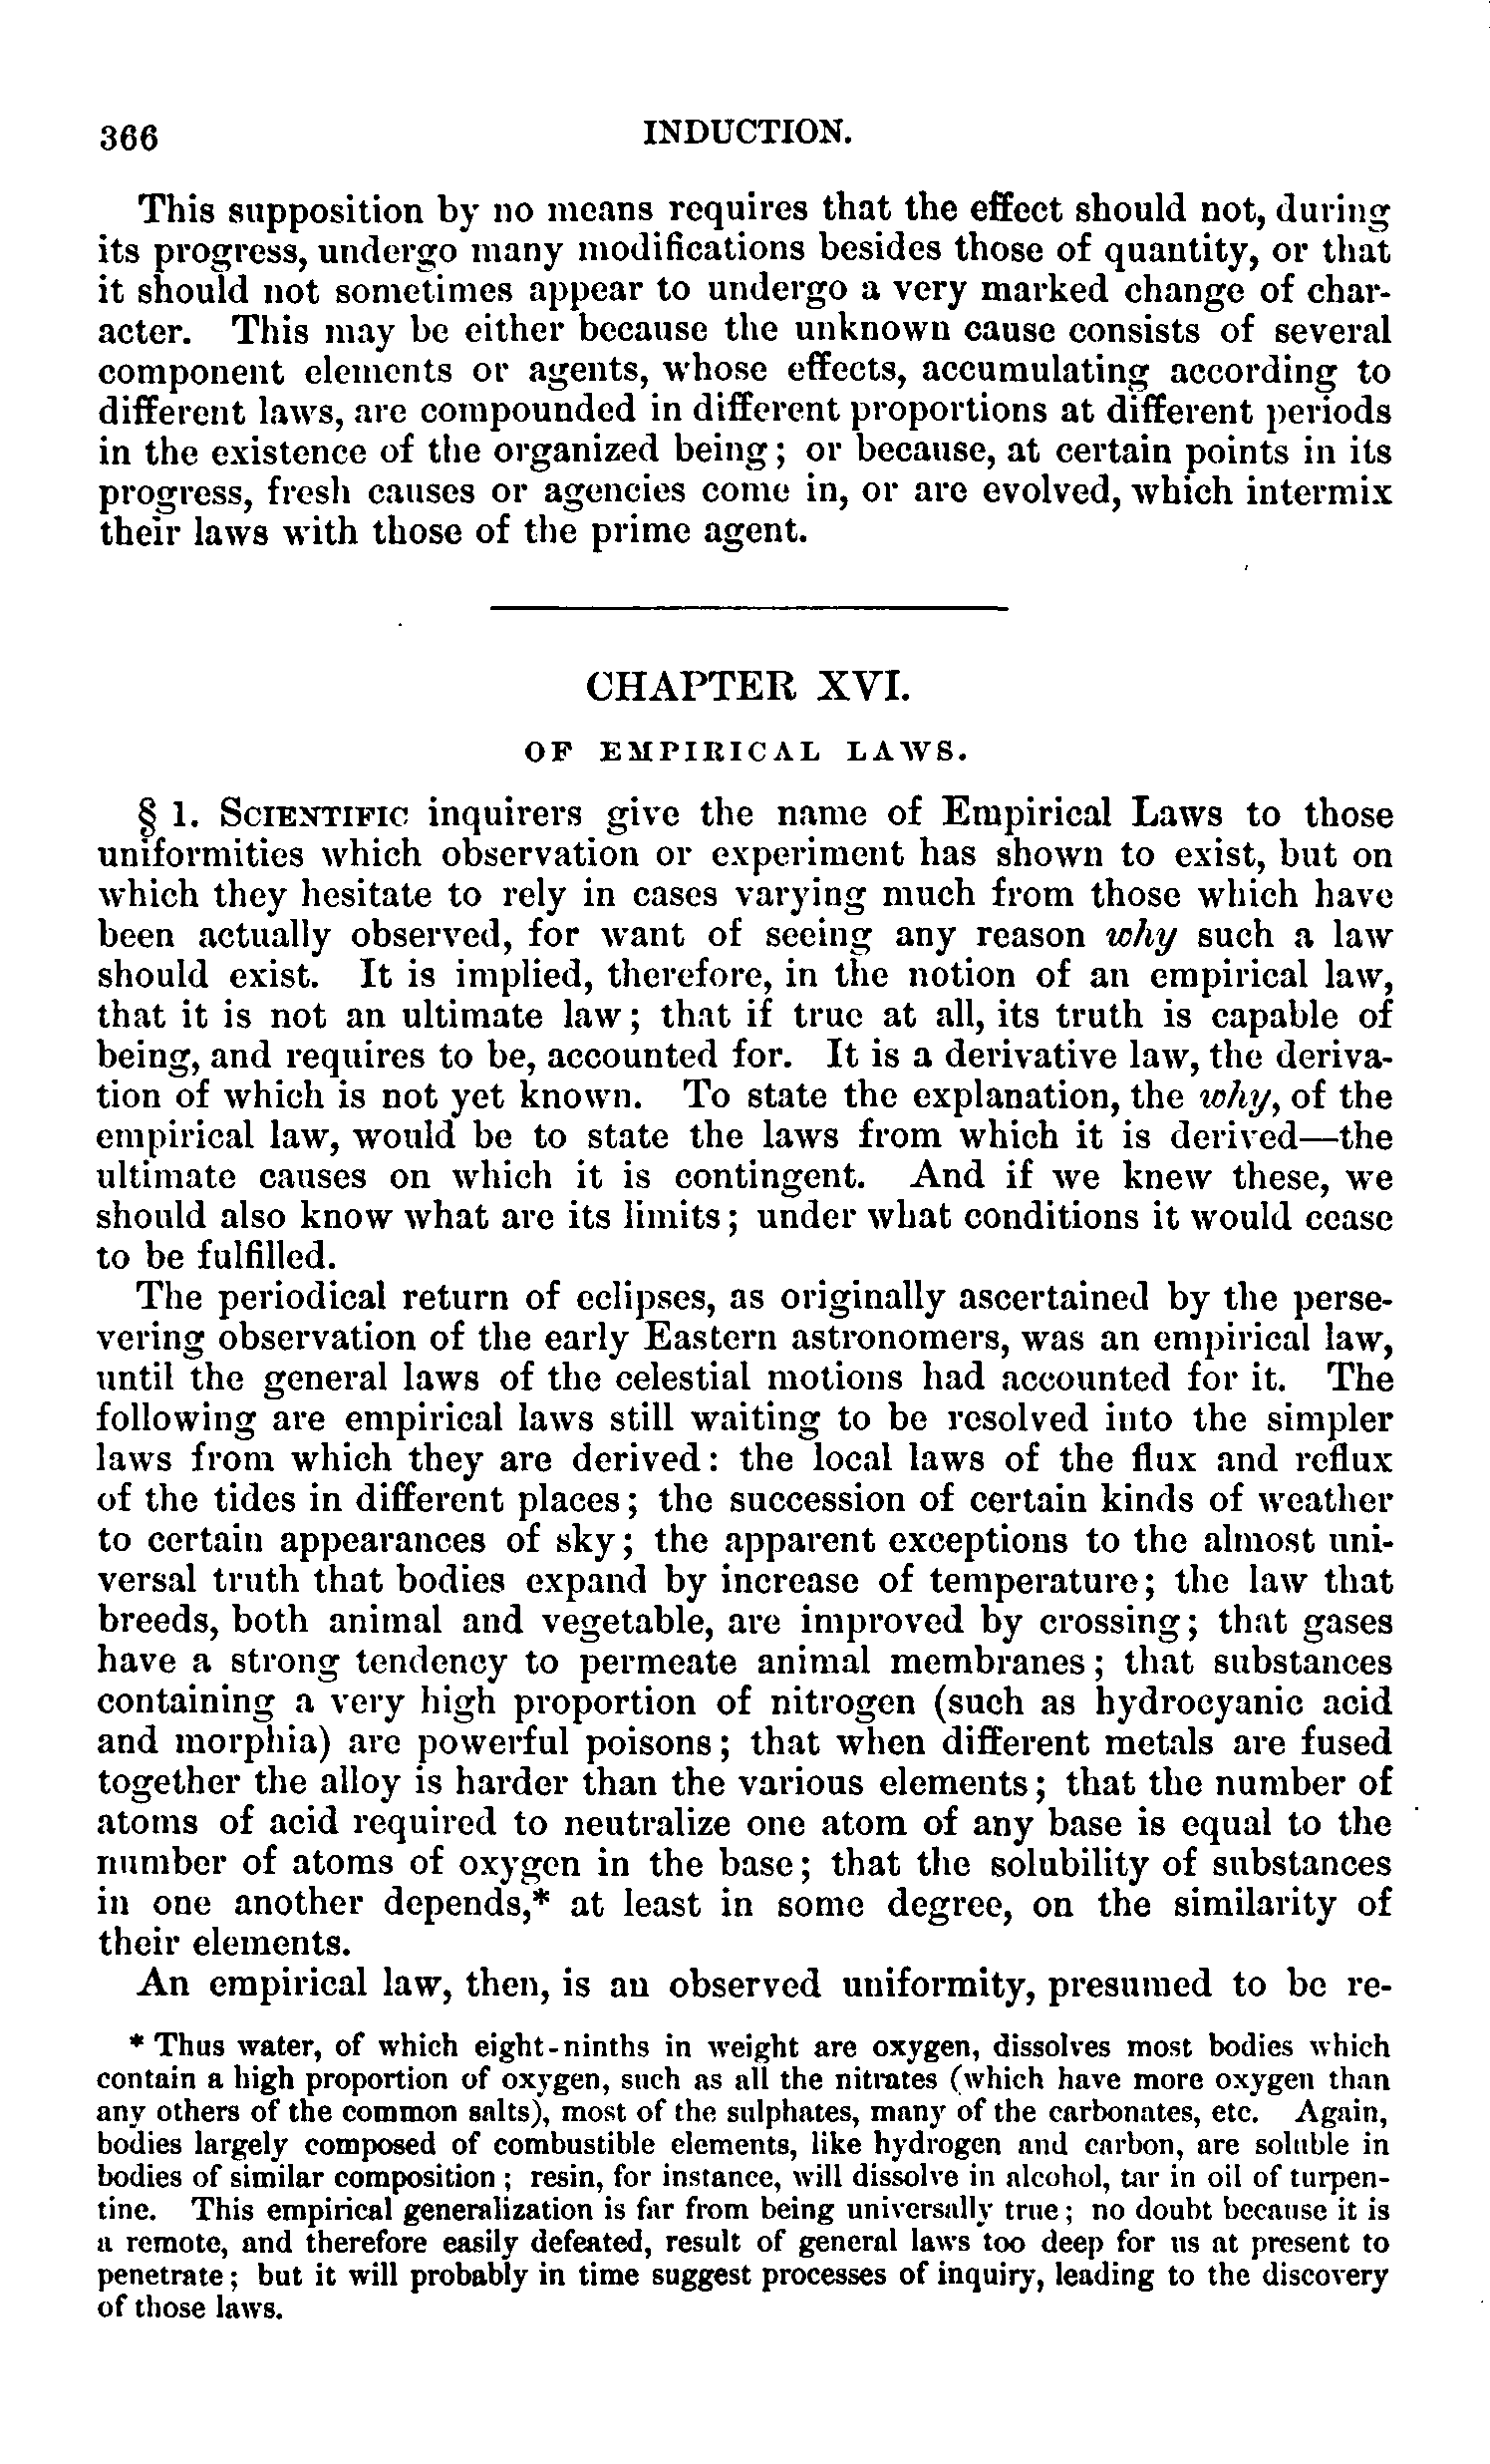 366 INDUCTION.
This supposition by no means requires that the effect should not, during
its progress, undergo many modifications besides those of quantity, or that
it should not sometimes appear to undergo a very marked change of char-
acter. This may be either because the unknown cause consists of several
component elements or agents, whose effects, accumulating according to
different laws, are compounded in different proportions at different periods
in the existence of the organized being; or because, at certain points in its
progress, fresh causes or agencies come in, or are evolved, which intermix
their laws with those of the prime agent.
CHAPTER XVI.
OF EMPIRICAL LAWS.
§ 1. SCIENTIFIC inquirers give the name of Empirical Laws to those
uniformities which observation or experiment has shown to exist, but on
which they hesitate to rely in cases varying much from those which have
been actually observed, for want of seeing any reason why such a law
should exist. It is implied, therefore, in the notion of an empirical law,
that it is not an ultimate law; that if true at all, its truth is capable of
being, and requires to be, accounted for. It is a derivative law, the deriva-
tion of which is not yet known. To state the explanation, the why, of the
empirical law, would be to state the laws from which it is derived—the
ultimate causes on which it is contingent. And if we knew these, we
should also know what are its limits; under what conditions it would cease
to be fulfilled.
The periodical return of eclipses, as originally ascertained by the perse-
vering observation of the early Eastern astronomers, was an empirical law,
until the general laws of the celestial motions had accounted for it. The
following are empirical laws still waiting to be resolved into the simpler
laws from which they are derived: the local laws of the flux and reflux
of the tides in different places; the succession of certain kinds of weather
to certain appearances of sky; the apparent exceptions to the almost uni-
versal truth that bodies expand by increase of temperature; the law that
breeds, both animal and vegetable, are improved by crossing; that gases
have a strong tendency to permeate animal membranes; that substances
containing a very high proportion of nitrogen (such as hydrocyanic acid
and morphia) are powerful poisons; that when different metals are fused
together the alloy is harder than the various elements; that the number of
atoms of acid required to neutralize one atom of any base is equal to the
number of atoms of oxygen in the base; that the solubility of substances
in one another depends,* at least in some degree, on the similarity of
their elements.
An empirical law, then, is an observed uniformity, presumed to be re-
* Thus water, of which eight-ninths in weight are oxygen, dissolves most bodies which
contain a high proportion of oxygen, such as all the nitrates (which have more oxygen than
any others of the common salts), most of the sulphates, many of the carbonates, etc. Again,
bodies largely composed of combustible elements, like hydrogen and carbon, are soluble in
bodies of similar composition; resin, for instance, will dissolve in alcohol, tar in oil of turpen-
tine. This empirical generalization is far from being universally true; no doubt because it is
a remote, and therefore easily defeated, result of general laws too deep for us at present to
penetrate; but it will probably in time suggest processes of inquiry, leading to the discovery
of those laws.